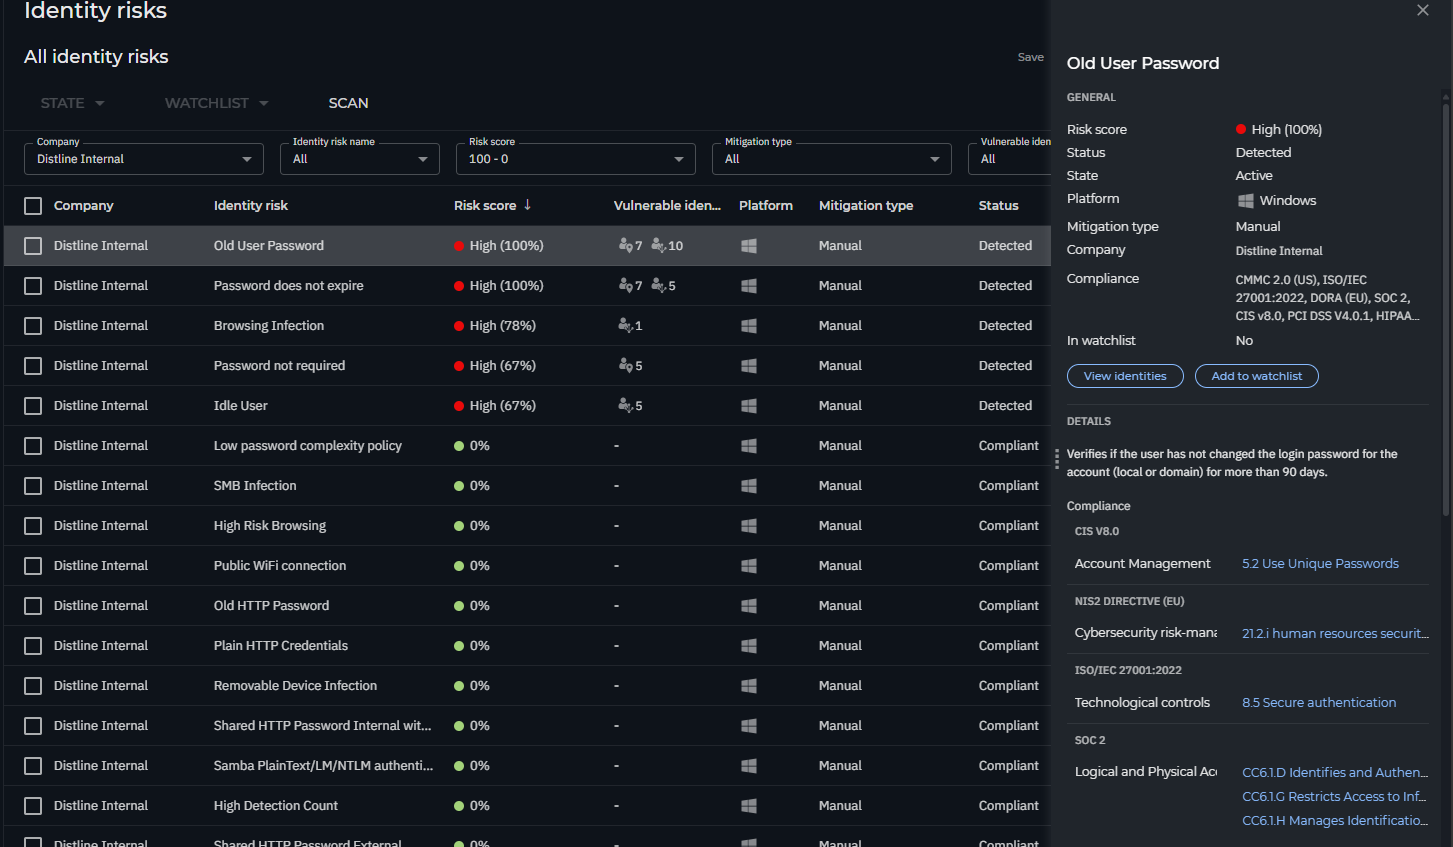 Identity risks
All identity risks
Save
STATE WATCHLIST SCAN
Company Identity risk name Risk score Mitigation type Vulnerable iden
Distline Internal All 100 - 0 All All
Company Identity risk Risk score ↓ Vulnerable iden... Platform Mitigation type Status
Distline Internal Old User Password High (100%) 7 10 Manual Detected
Distline Internal Password does not expire High (100%) 7 5 Manual Detected
Distline Internal Browsing Infection High (78%) 1 Manual Detected
Distline Internal Password not required High (67%) 5 Manual Detected
Distline Internal Idle User High (67%) 5 Manual Detected
Distline Internal Low password complexity policy 0% - Manual Compliant
Distline Internal SMB Infection 0% - Manual Compliant
Distline Internal High Risk Browsing 0% - Manual Compliant
Distline Internal Public WiFi connection 0% - Manual Compliant
Distline Internal Old HTTP Password 0% - Manual Compliant
Distline Internal Plain HTTP Credentials 0% - Manual Compliant
Distline Internal Removable Device Infection 0% - Manual Compliant
Distline Internal Shared HTTP Password Internal wit... 0% - Manual Compliant
Distline Internal Samba PlainText/LM/NTLM authenti... 0% - Manual Compliant
Distline Internal High Detection Count 0% - Manual Compliant
Distline Internal Shared HTTP Password External 0% - Manual Compliant
Old User Password
GENERAL
Risk score High (100%)
Status Detected
State Active
Platform Windows
Mitigation type Manual
Company Distline Internal
Compliance CMMC 2.0 (US), ISO/IEC
27001:2022, DORA (EU), SOC 2,
CIS v8.0, PCI DSS V4.0.1, HIPAA...
In watchlist No
View identities Add to watchlist
DETAILS
Verifies if the user has not changed the login password for the
account (local or domain) for more than 90 days.
Compliance
CIS V8.0
Account Management 5.2 Use Unique Passwords
NIS2 DIRECTIVE (EU)
Cybersecurity risk-mana 21.2.i human resources securit...
ISO/IEC 27001:2022
Technological controls 8.5 Secure authentication
SOC 2
Logical and Physical Acc CC6.1.D Identifies and Authen...
CC6.1.G Restricts Access to Inf...
CC6.1.H Manages Identificatio...